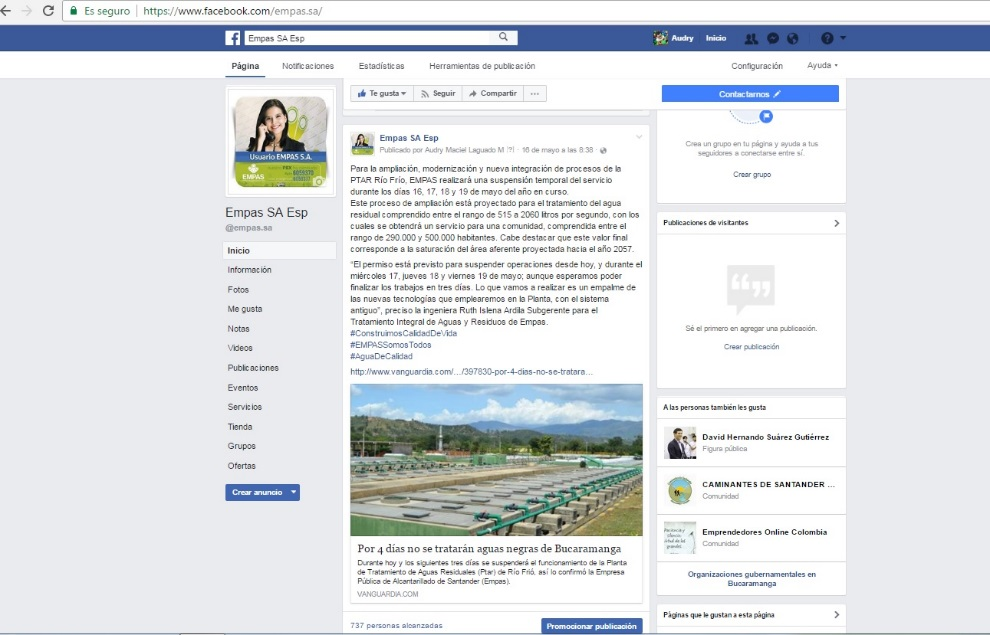 Es seguro | https://www.facebook.com/empas.sa/
Empas SA Esp
Audry Inicio
Página Notificaciones Estadísticas Herramientas de publicación Configuración Ayuda
Te gusta Seguir Compartir ...
Contactarnos
Usuario EMPAS S.A.
EMPAS
Empas SA Esp
@empas.sa
Inicio
Información
Fotos
Me gusta
Notas
Videos
Publicaciones
Eventos
Servicios
Tienda
Grupos
Ofertas
Crear anuncio
Empas SA Esp
Publicado por Audry Maciel Laguado M [?] · 16 de mayo a las 8:38 ·
Para la ampliación, modernización y nueva integración de procesos de la
PTAR Río Frío, EMPAS realizará una suspensión temporal del servicio
durante los días 16, 17, 18 y 19 de mayo del año en curso.
Este proceso de ampliación está proyectado para el tratamiento del agua
residual comprendido entre el rango de 515 a 2060 litros por segundo, con los
cuales se obtendrá un servicio para una comunidad, comprendida entre el
rango de 290.000 y 500.000 habitantes. Cabe destacar que este valor final
corresponde a la saturación del área aferente proyectada hacia el año 2057.
"El permiso está previsto para suspender operaciones desde hoy, y durante el
miércoles 17, jueves 18 y viernes 19 de mayo; aunque esperamos poder
finalizar los trabajos en tres días. Lo que vamos a realizar es un empalme de
las nuevas tecnologías que emplearemos en la Planta, con el sistema
antiguo", preciso la ingeniera Ruth Islena Ardila Subgerente para el
Tratamiento Integral de Aguas y Residuos de Empas.
#ConstruimosCalidadDeVida
#EMPASSomosTodos
#AguaDeCalidad
http://www.vanguardia.com/.../397830-por-4-dias-no-se-tratara...
Por 4 días no se tratarán aguas negras de Bucaramanga
Durante hoy y los siguientes tres días se suspenderá el funcionamiento de la Planta
de Tratamiento de Aguas Residuales (Ptar) de Río Frió, así lo confirmó la Empresa
Pública de Alcantarillado de Santander (Empas).
VANGUARDIA.COM
737 personas alcanzadas
Promocionar publicación
Crea un grupo en tu página y ayuda a tus
seguidores a conectarse entre sí.
Crear grupo
Publicaciones de visitantes
Sé el primero en agregar una publicación.
Crear publicación
A las personas también les gusta
David Hernando Suárez Gutiérrez
Figura pública
CAMINANTES DE SANTANDER ...
Comunidad
Emprendedores Online Colombia
Comunidad
Organizaciones gubernamentales en
Bucaramanga
Páginas que le gustan a esta página